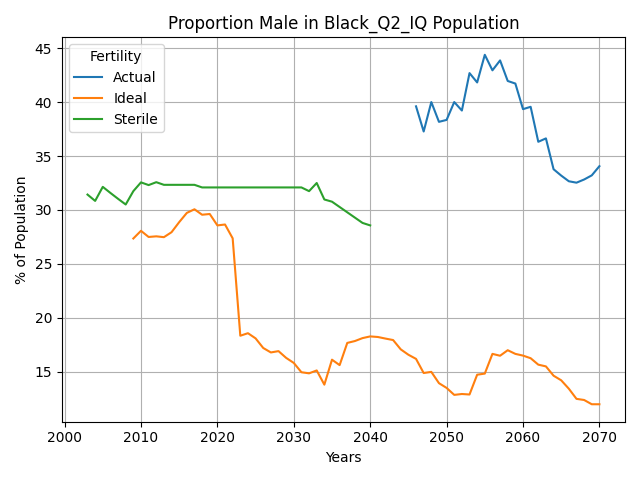 Proportion Male in Black_Q2_IQ Population
Fertility
Actual
Ideal
Sterile
% of Population
45
40
35
30
25
20
15
2000 2010 2020 2030 2040 2050 2060 2070
Years